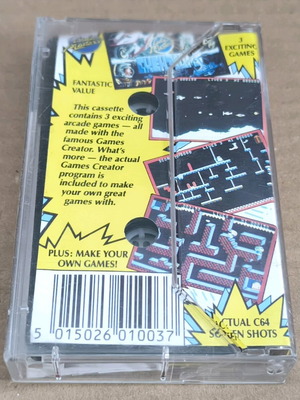 3
EXCITING
GAMES
FANTASTIC
VALUE
This cassette
contains 3 exciting
arcade games — all
made with the
famous Games
Creator. What's
more — the actual
Games Creator
program is
included to make
your own great
games with.
PLUS: MAKE YOUR
OWN GAMES!
5 015026 010037
ACTUAL C64
SCREEN SHOTS